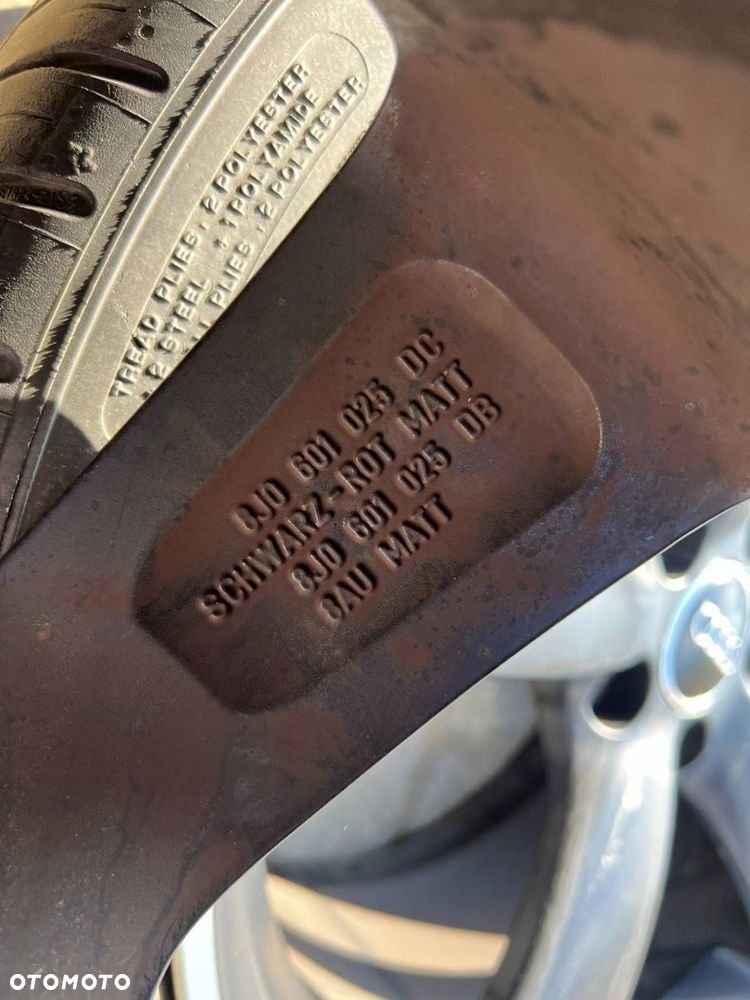 TREAD PLIES : 2 POLYESTER
+ 2 STEEL + 1 POLYAMIDE
PLIES : 2 POLYESTER
8J0 601 025 DC
SCHWARZ-ROT MATT
8J0 601 025 DB
8AU MATT
OTOMOTO